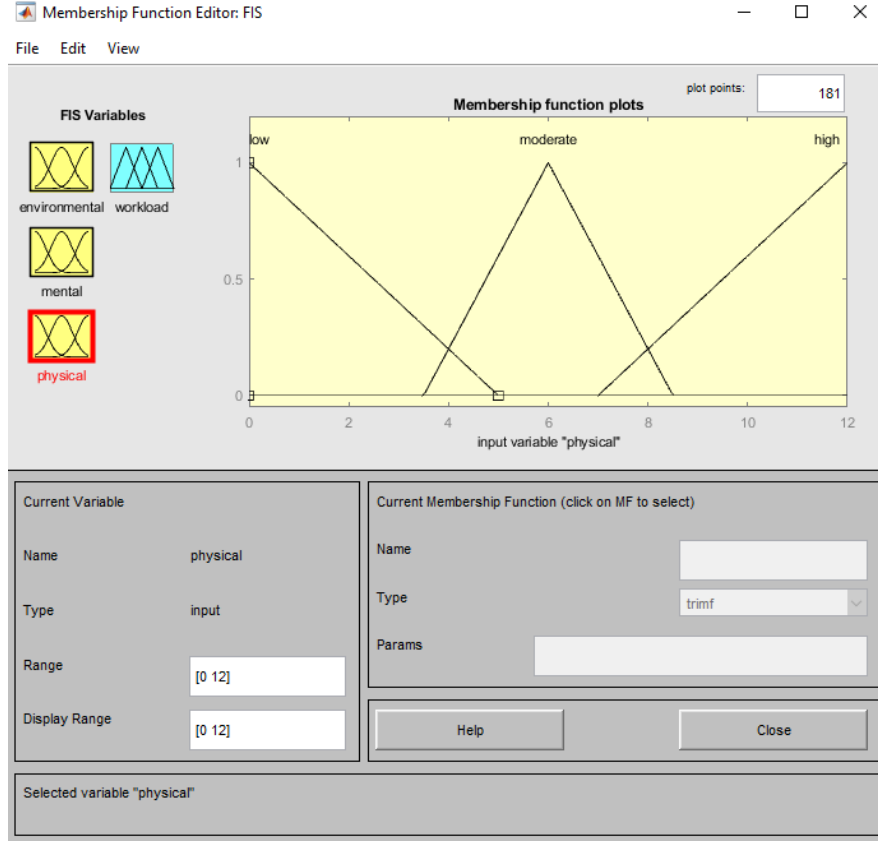 Membership Function Editor: FIS
File Edit View
FIS Variables
environmental workload
mental
physical
plot points: 181
Membership function plots
low moderate high
1
0.5
0
0 2 4 6 8 10 12
input variable "physical"
Current Variable
Name physical
Type input
Range [0 12]
Display Range [0 12]
Current Membership Function (click on MF to select)
Name
Type trimf
Params
Help Close
Selected variable "physical"